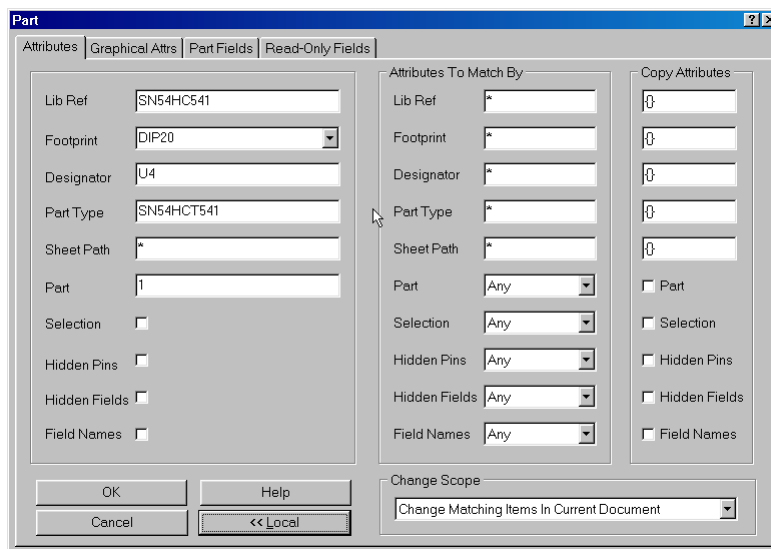 Part
Attributes Graphical Attrs Part Fields Read-Only Fields
Lib Ref SN54HC541
Footprint DIP20
Designator U4
Part Type SN54HCT541
Sheet Path *
Part 1
Selection
Hidden Pins
Hidden Fields
Field Names
Attributes To Match By
Lib Ref *
Footprint *
Designator *
Part Type *
Sheet Path *
Part Any
Selection Any
Hidden Pins Any
Hidden Fields Any
Field Names Any
Copy Attributes
{}
{}
{}
{}
{}
Part
Selection
Hidden Pins
Hidden Fields
Field Names
OK Help
Cancel << Local
Change Scope
Change Matching Items In Current Document